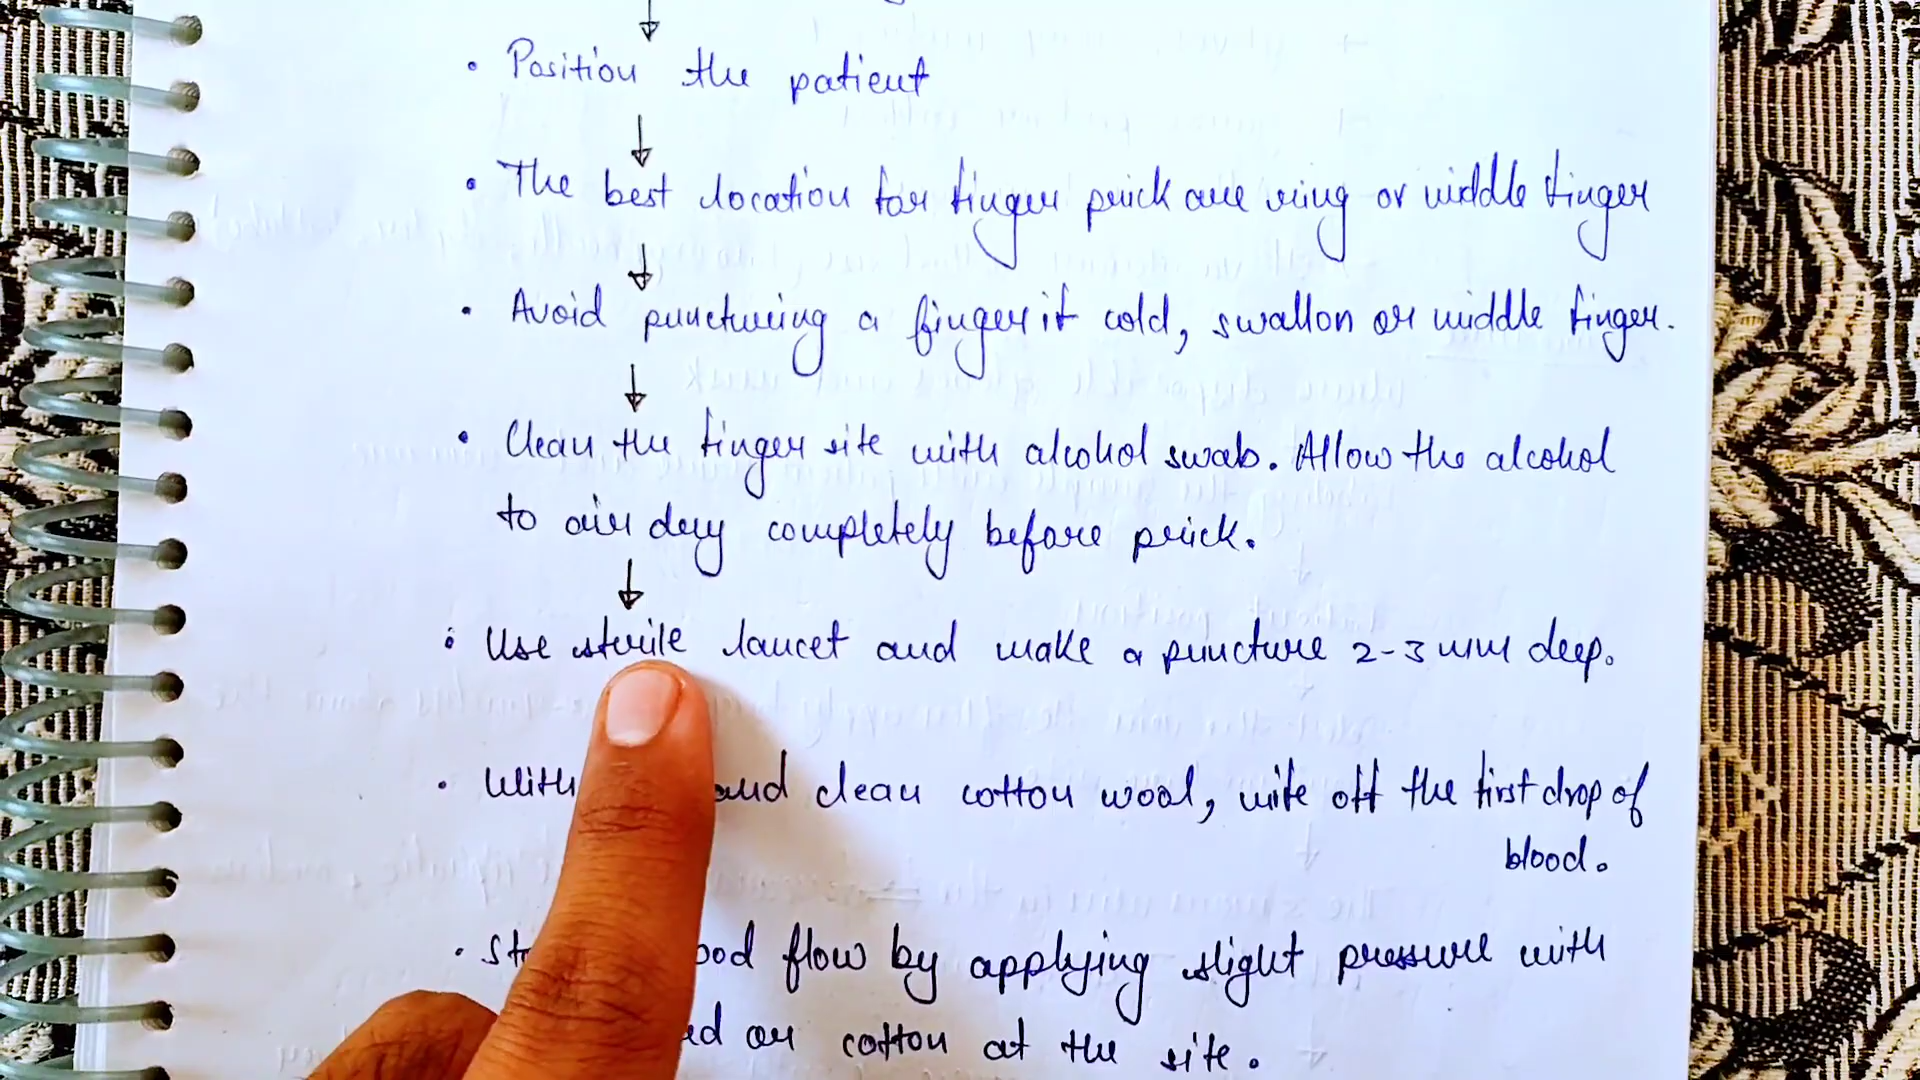 • Position the patient
• The best location for finger prick are ring or middle finger
• Avoid puncturing a finger if cold, swallon or middle finger.
• Clean the finger site with alcohol swab. Allow the alcohol
to air dry completely before prick.
• Use sterile lancet and make a puncture 2-3 mm deep.
• With and clean cotton wool, wife off the first drop of
blood.
• flow by applying slight pressure with
or cotton at the site.